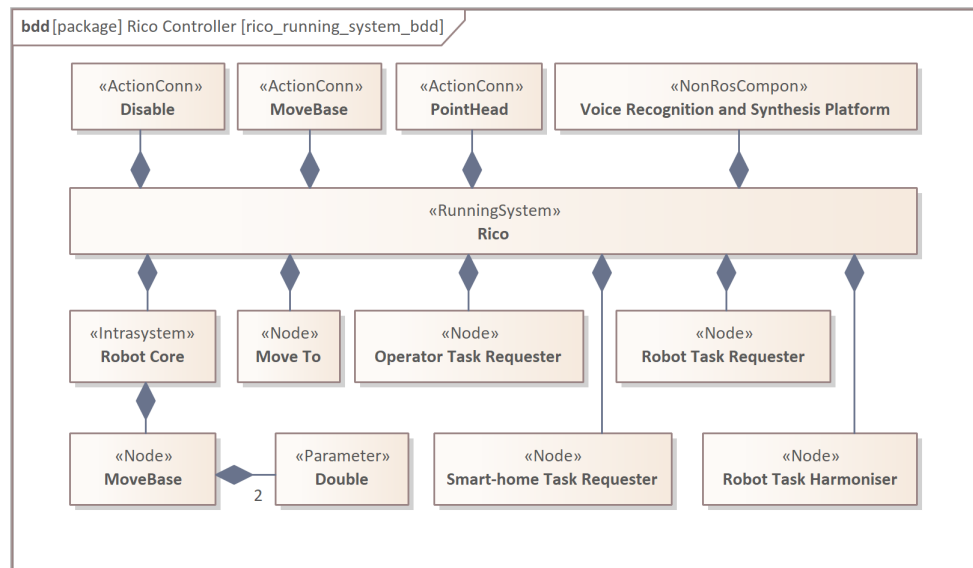 bdd [package] Rico Controller [rico_running_system_bdd]
«ActionConn»
Disable
«ActionConn»
MoveBase
«ActionConn»
PointHead
«NonRosCompon»
Voice Recognition and Synthesis Platform
«RunningSystem»
Rico
«Intrasystem»
Robot Core
«Node»
Move To
«Node»
Operator Task Requester
«Node»
Robot Task Requester
«Node»
MoveBase
2
«Parameter»
Double
«Node»
Smart-home Task Requester
«Node»
Robot Task Harmoniser